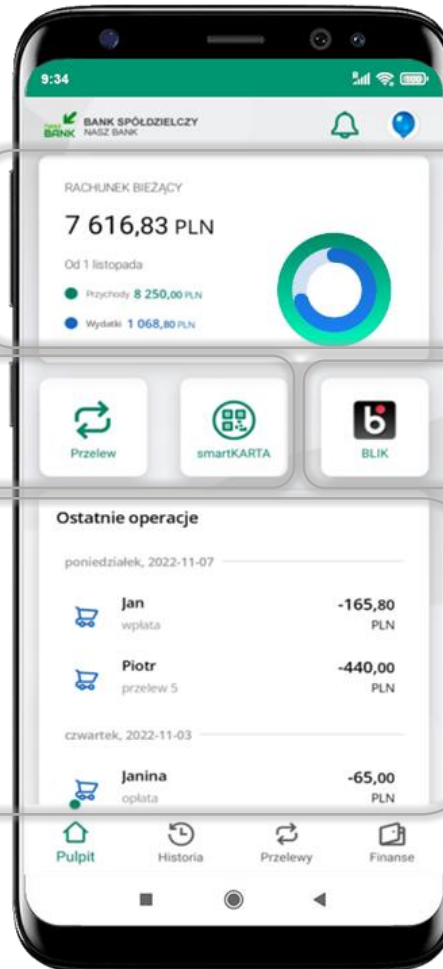 9:34
Nasz BANK BANK SPÓŁDZIELCZY
NASZ BANK
RACHUNEK BIEŻĄCY
7 616,83 PLN
Od 1 listopada
Przychody 8 250,00 PLN
Wydatki 1 068,80 PLN
Przelew
smartKARTA
BLIK
Ostatnie operacje
poniedziałek, 2022-11-07
Jan -165,80
wpłata PLN
Piotr -440,00
przelew 5 PLN
czwartek, 2022-11-03
Janina -65,00
opłata PLN
Pulpit Historia Przelewy Finanse